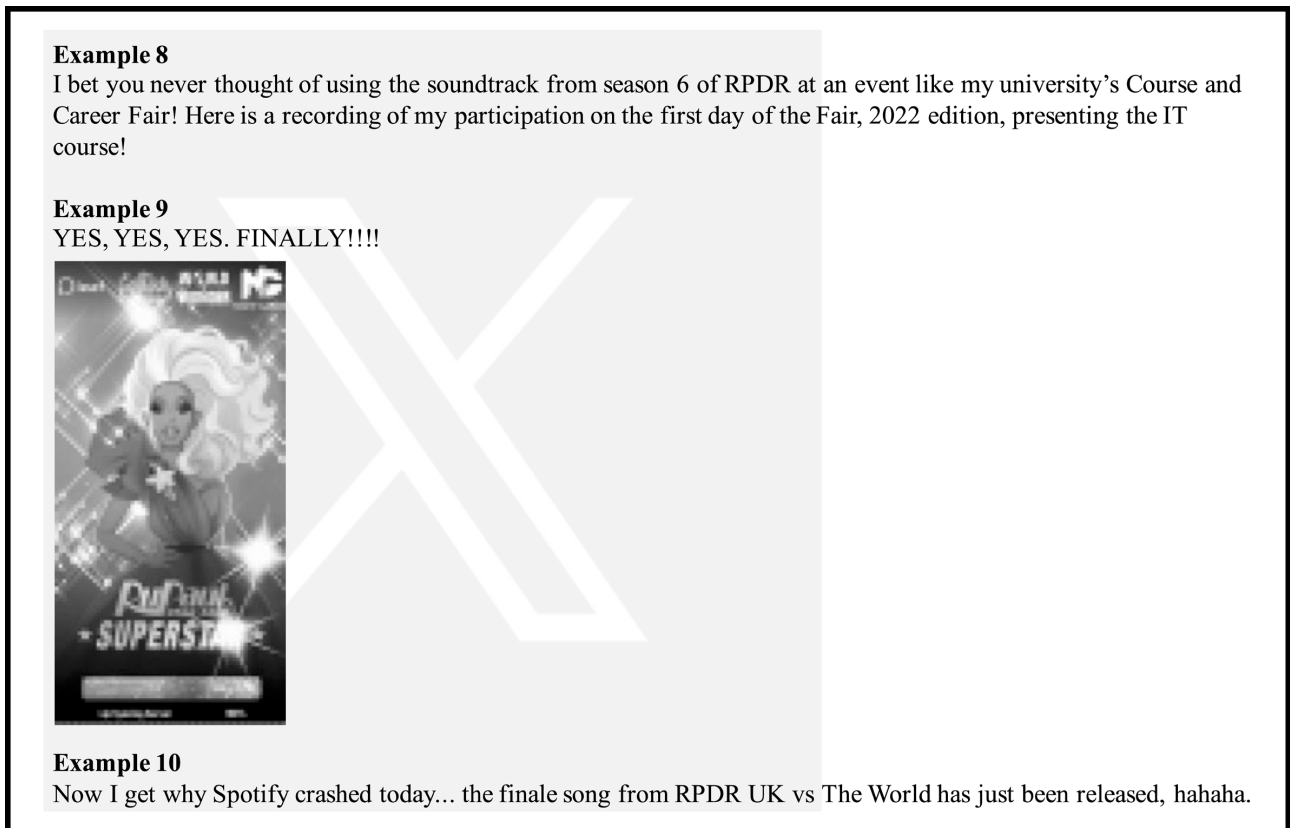 Example 8
I bet you never thought of using the soundtrack from season 6 of RPDR at an event like my university’s Course and
Career Fair! Here is a recording of my participation on the first day of the Fair, 2022 edition, presenting the IT
course!
Example 9
YES, YES, YES. FINALLY!!!!
RuPaul
SUPERSTAR
Example 10
Now I get why Spotify crashed today... the finale song from RPDR UK vs The World has just been released, hahaha.